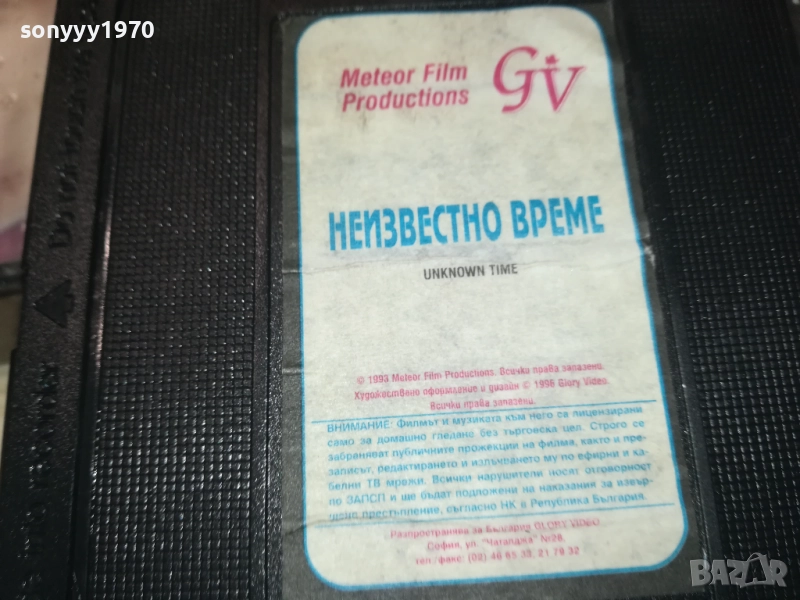 sonyyy1970
Meteor Film
Productions
GV
НЕИЗВЕСТНО ВРЕМЕ
UNKNOWN TIME
© 1993 Meteor Film Productions. Всички права запазени.
Художествено оформление и дизайн © 1996 Glory Video.
Всички права запазени.
ВНИМАНИЕ: Филмът и музиката към него са лицензирани
само за домашно гледане без търговска цел. Строго се
забраняват публичните прожекции на филма, както и пре-
записът, редактирането и излъчването му по ефирни и ка-
белни ТВ мрежи. Всички нарушители носят отговорност
по ЗАПСП и ще бъдат подложени на наказания за извър-
шено престъпление, съгласно НК в Република България.
Разпространява за България GLORY VIDEO
София, ул. "Чаталджа" №28,
тел./факс: (02) 46 65 33, 21 79 32
BAZAR